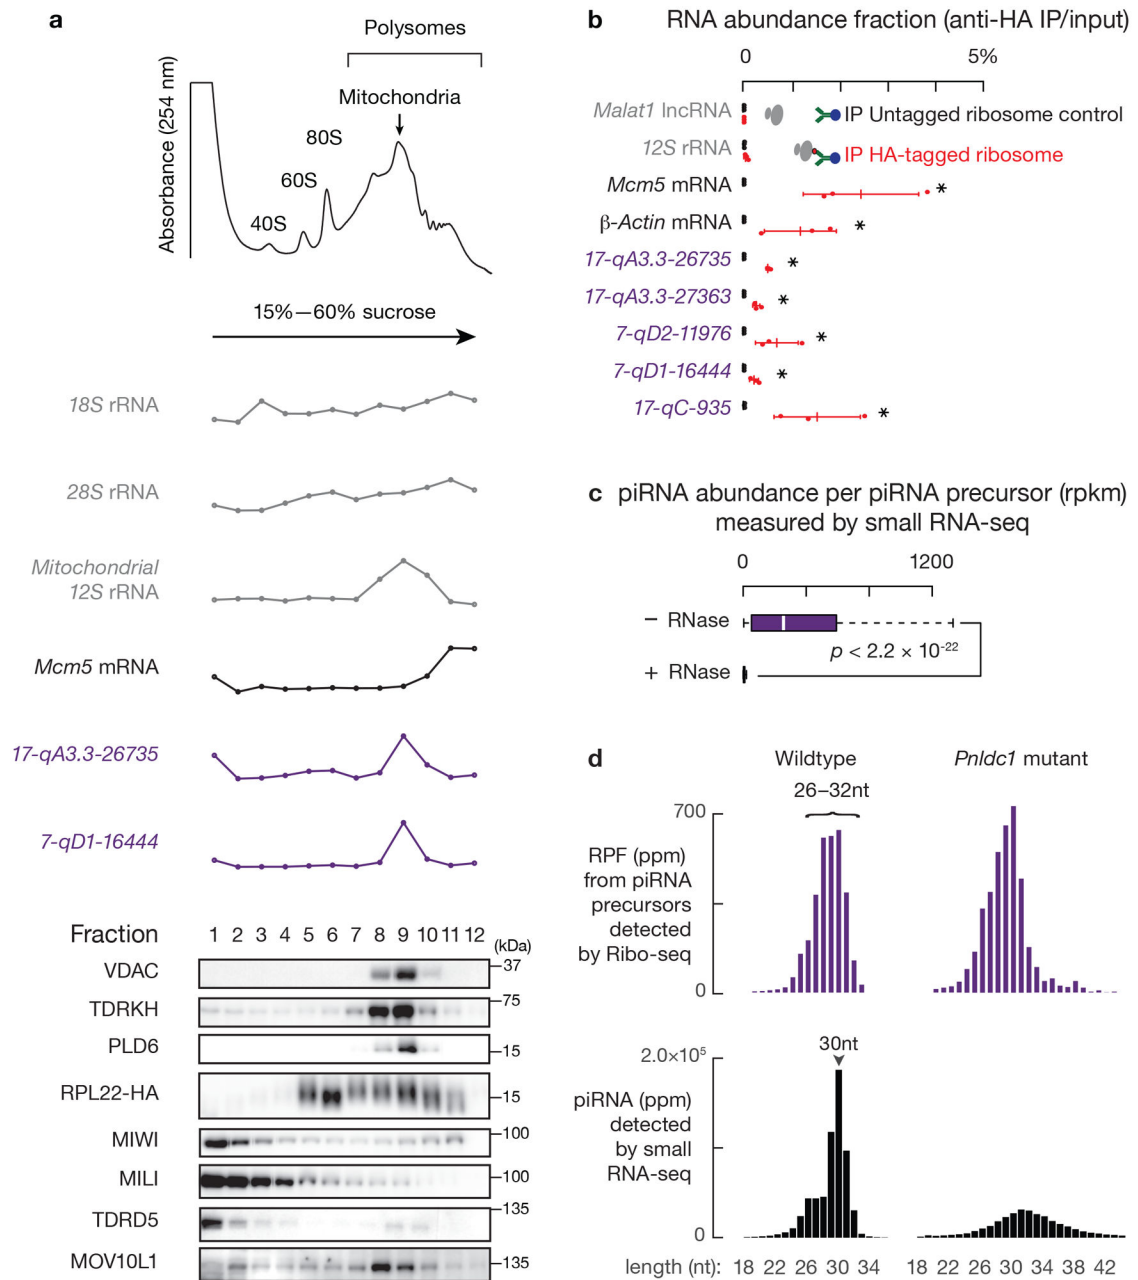 a
Polysomes
Absorbance (254 nm)
Mitochondria
80S
60S
40S
15%—60% sucrose
18S rRNA
28S rRNA
Mitochondrial
12S rRNA
Mcm5 mRNA
17-qA3.3-26735
7-qD1-16444
Fraction 1 2 3 4 5 6 7 8 9 10 11 12 (kDa)
VDAC 37
TDRKH 75
PLD6 15
RPL22-HA 15
MIWI 100
MILI 100
TDRD5 135
MOV10L1 135
b RNA abundance fraction (anti-HA IP/input)
0 5%
Malat1 lncRNA IP Untagged ribosome control
12S rRNA IP HA-tagged ribosome
Mcm5 mRNA *
β-Actin mRNA *
17-qA3.3-26735 *
17-qA3.3-27363 *
7-qD2-11976 *
7-qD1-16444 *
17-qC-935 *
c piRNA abundance per piRNA precursor (rpkm)
measured by small RNA-seq
0 1200
− RNase
p < 2.2 × 10-22
+ RNase
d Wildtype Pnldc1 mutant
26–32nt
700
RPF (ppm)
from piRNA
precursors
detected
by Ribo-seq
0
30nt
2.0×10⁵
piRNA (ppm)
detected
by small
RNA-seq
0
length (nt): 18 22 26 30 34 18 22 26 30 34 38 42